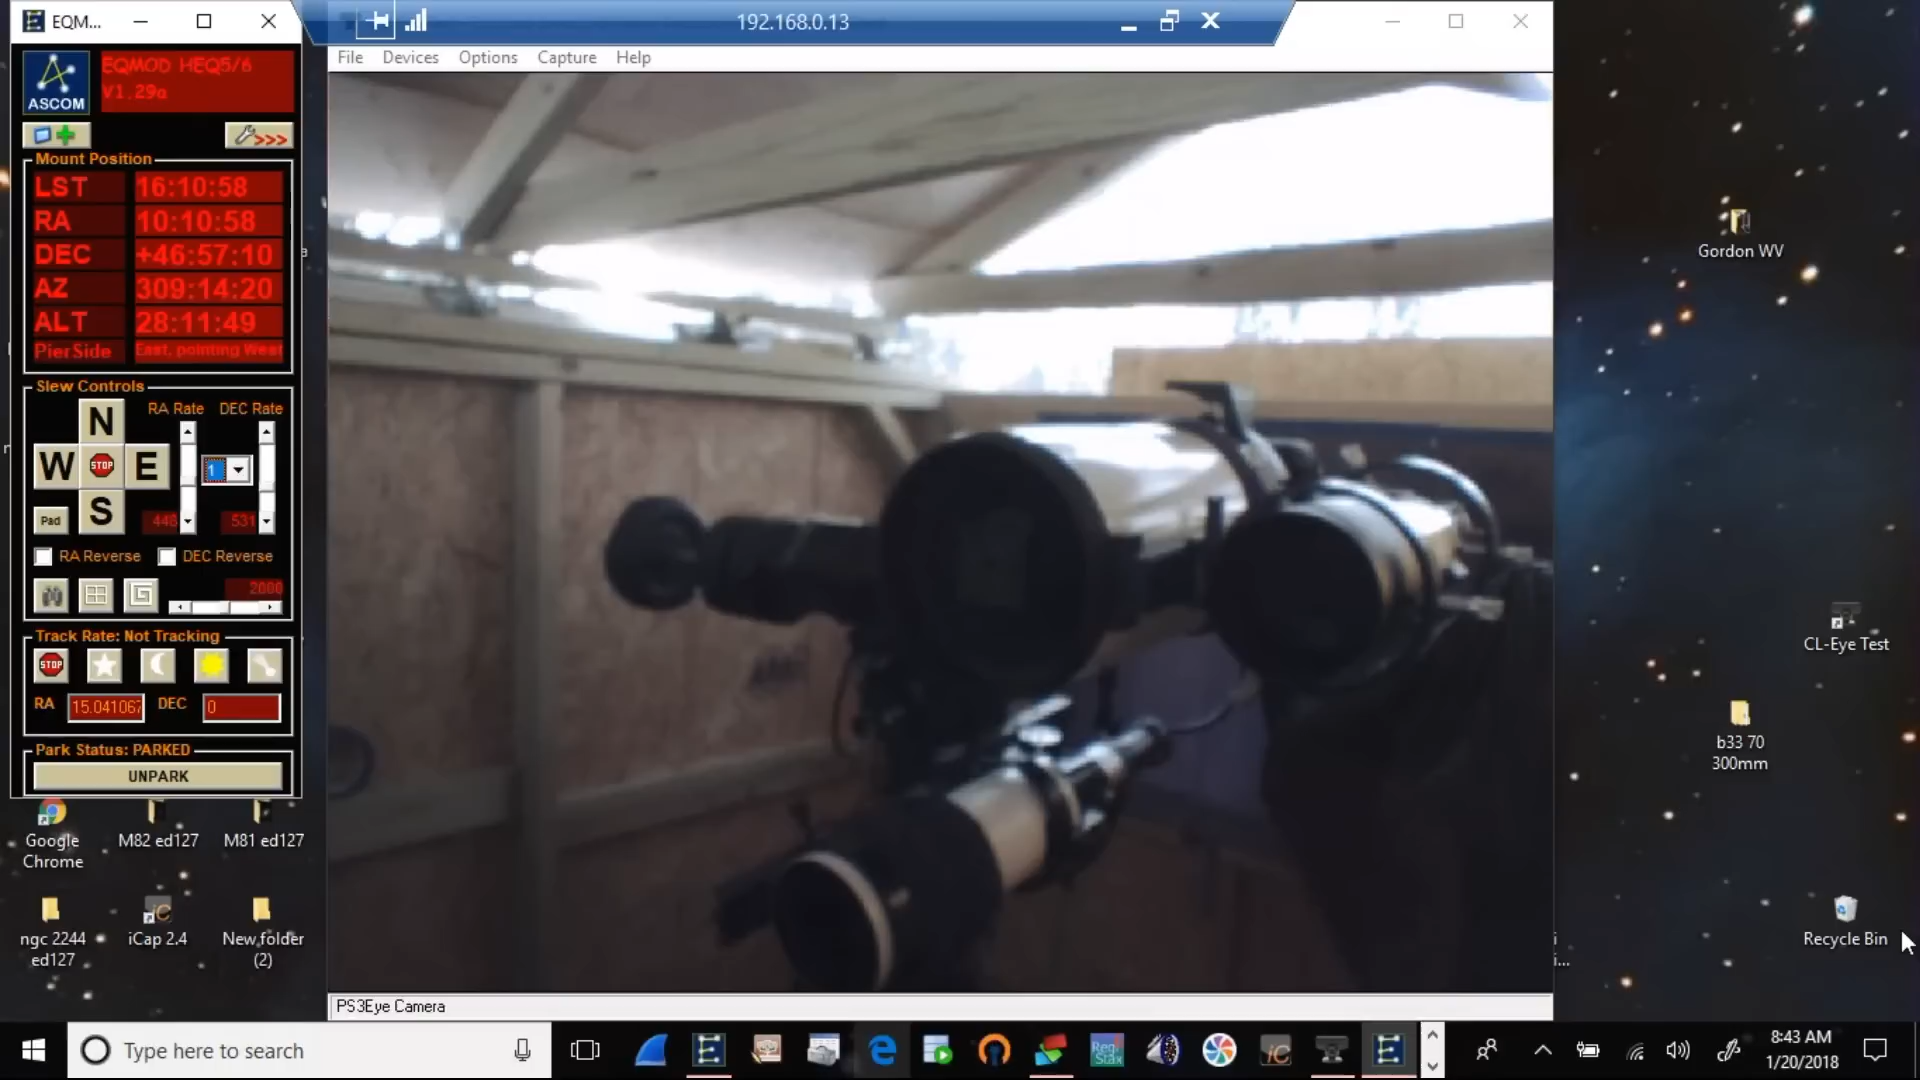 EQM...
192.168.0.13
File Devices Options Capture Help
ASCOM
EQMOD HEQ5/6
V1.29a
>>>
Mount Position
LST 16:10:58
RA 10:10:58
DEC +46:57:10
AZ 309:14:20
ALT 28:11:49
PierSide East, pointing West
Slew Controls
RA Rate DEC Rate
N
W STOP E
S
1
Pad
448 531
RA Reverse DEC Reverse
2000
Track Rate: Not Tracking
STOP
RA 15.041067 DEC 0
Park Status: PARKED
UNPARK
Google
Chrome
M82 ed127
M81 ed127
ngc 2244
ed127
iCap 2.4
New folder
(2)
Gordon WV
CL-Eye Test
b33 70
300mm
Recycle Bin
PS3Eye Camera
Type here to search
Reg
Stax
iC
8:43 AM
1/20/2018